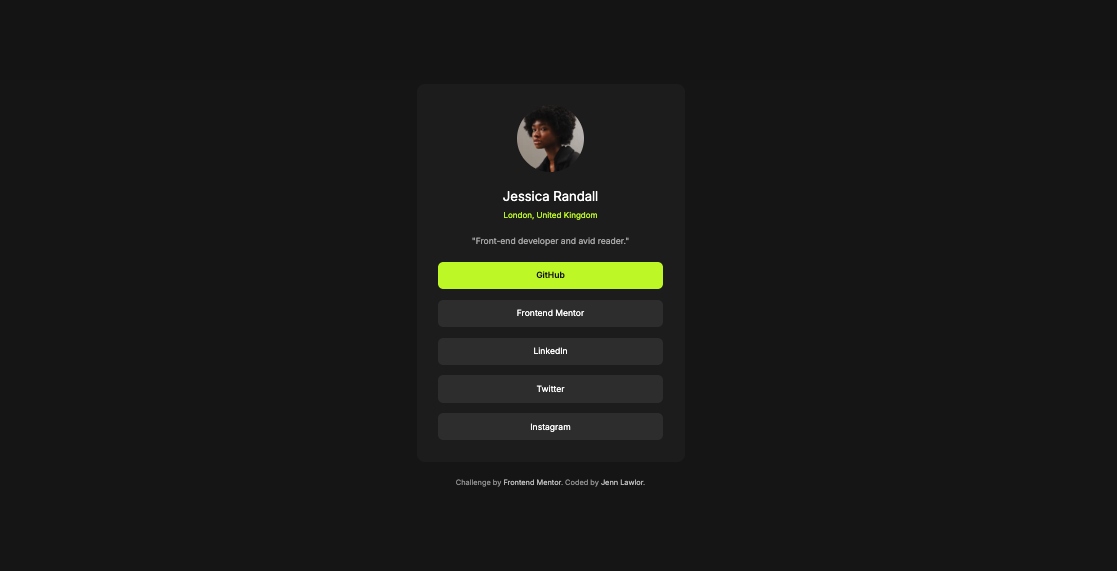 Jessica Randall
London, United Kingdom
"Front-end developer and avid reader."
GitHub
Frontend Mentor
LinkedIn
Twitter
Instagram
Challenge by Frontend Mentor. Coded by Jenn Lawlor.